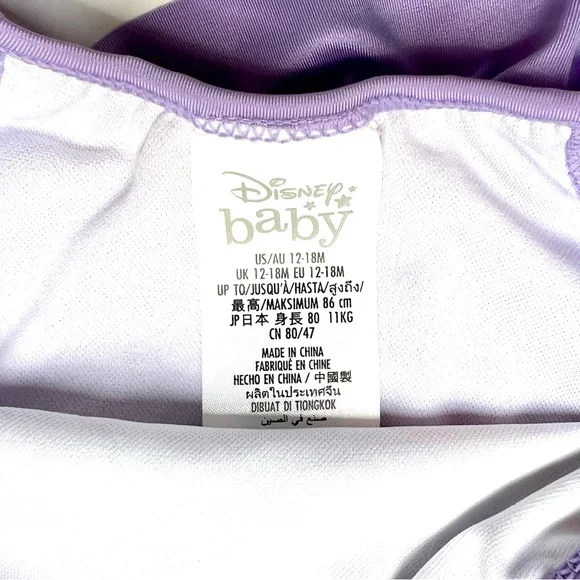 Disney
baby
US/AU 12-18M
UK 12-18M EU 12-18M
UP TO/JUSQU'À/HASTA/สูงถึง/
最高/MAKSIMUM 86 cm
JP日本 身長 80 11KG
CN 80/47
MADE IN CHINA
FABRIQUÉ EN CHINE
HECHO EN CHINA / 中國製
ผลิตในประเทศจีน
DIBUAT DI TIONGKOK
صنع في الصين